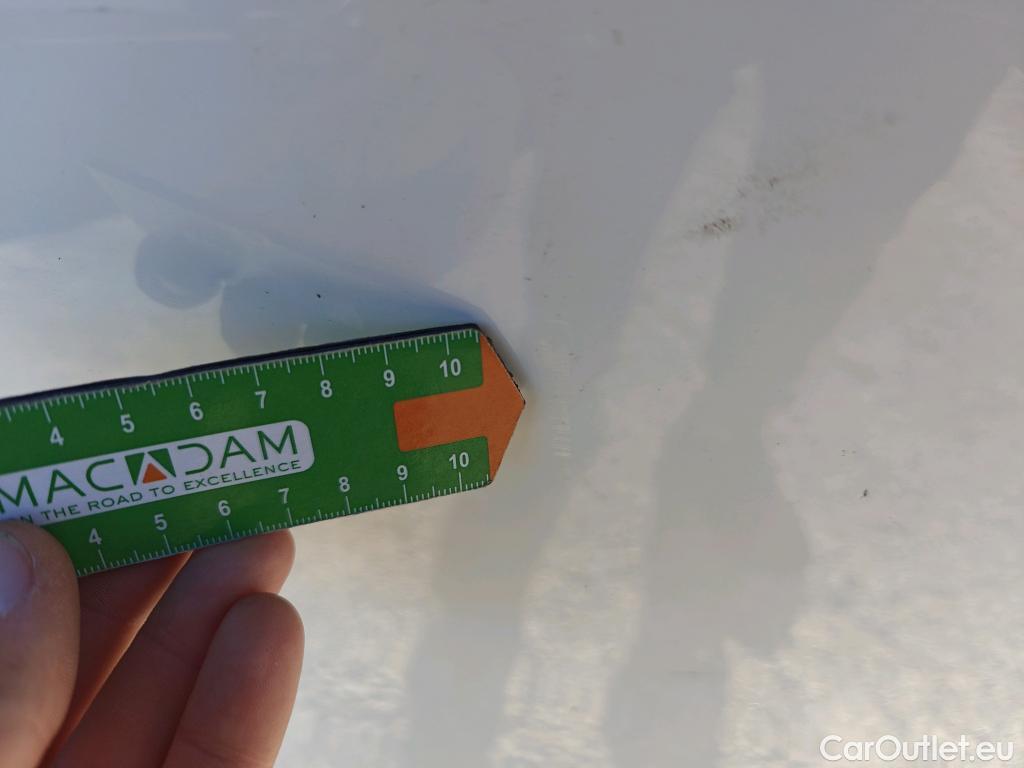 4 5 6 7 8 9 10
MACADAM
N THE ROAD TO EXCELLENCE
4 5 6 7 8 9 10
CarOutlet.eu